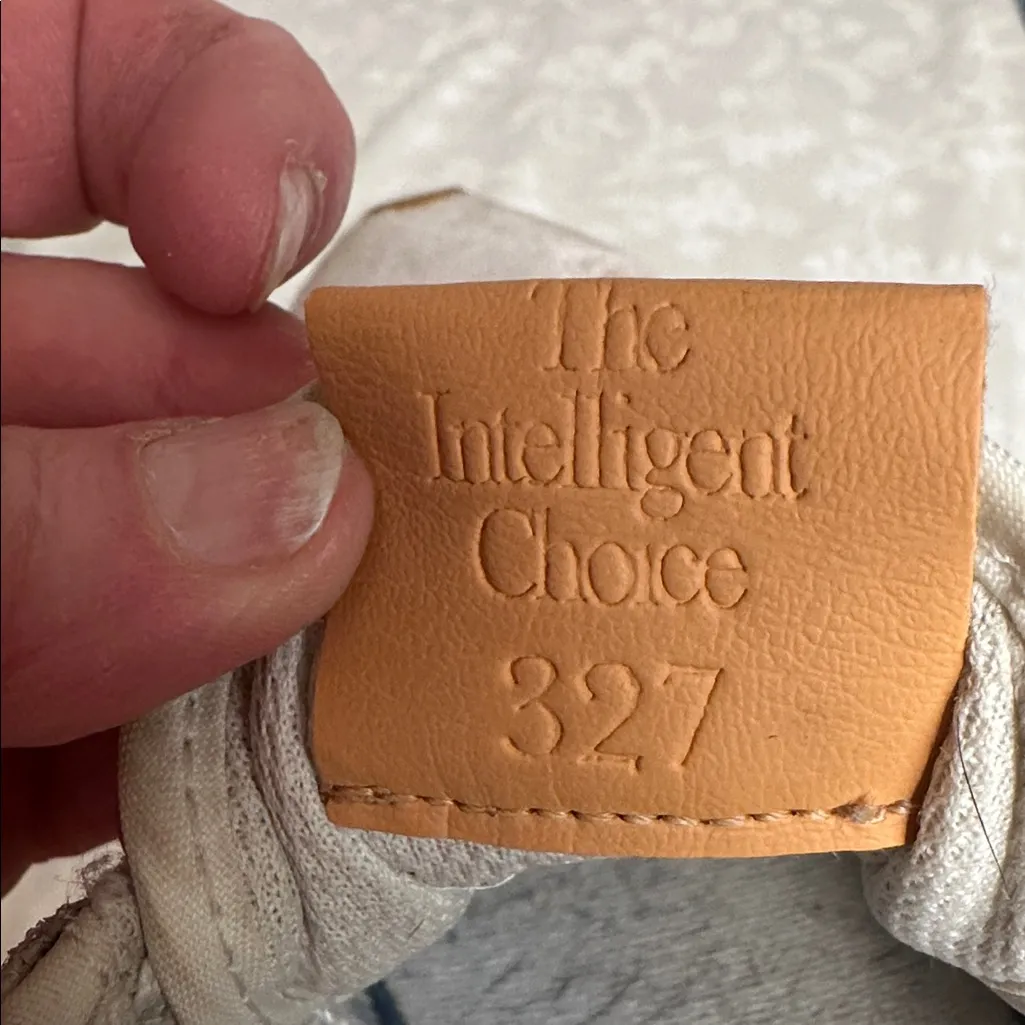 The
Intelligent
Choice
327